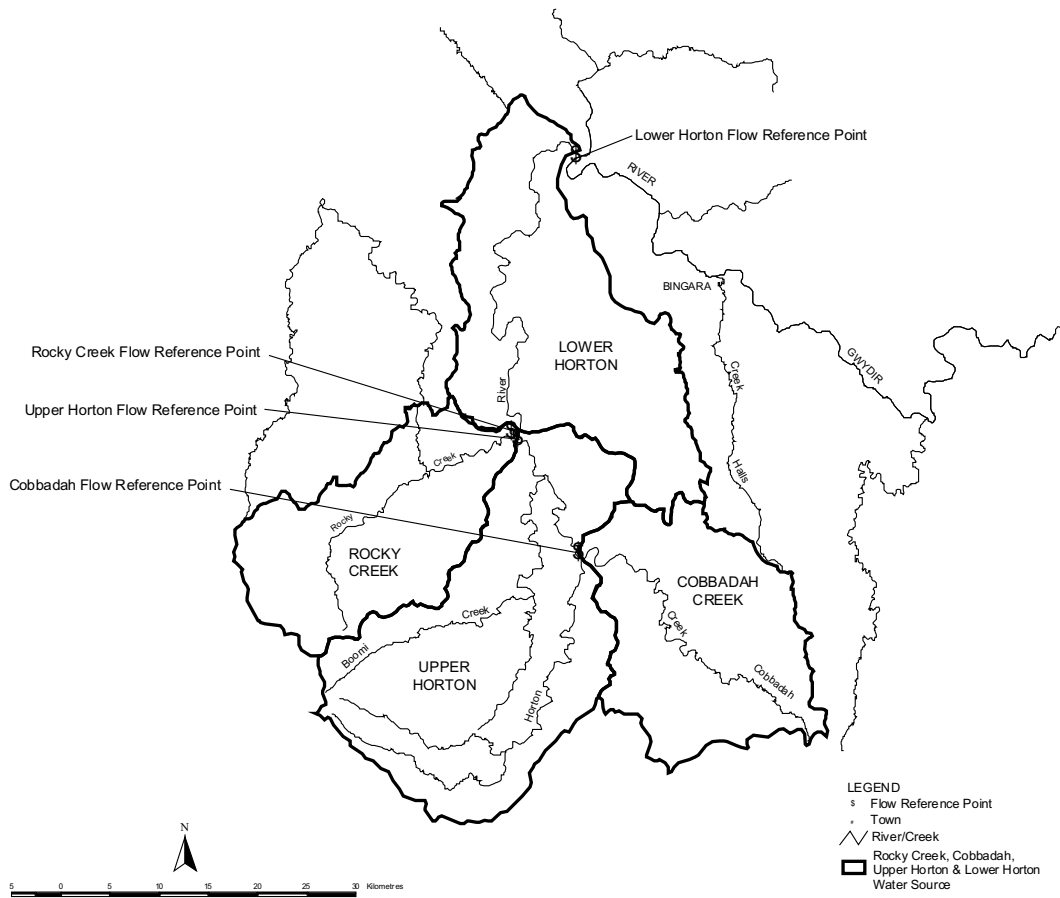 Lower Horton Flow Reference Point
RIVER
BINGARA
LOWER
HORTON
Rocky Creek Flow Reference Point
GWYDIR
Creek
River
Upper Horton Flow Reference Point
Creek
Halls
Cobbadah Flow Reference Point
Rocky
ROCKY
CREEK
COBBADAH
CREEK
Creek
Creek
Boomi
UPPER
HORTON
Cobbadah
Horton
LEGEND
$ Flow Reference Point
Town
River/Creek
Rocky Creek, Cobbadah,
Upper Horton & Lower Horton
Water Source
N
5 0 5 10 15 20 25 30 Kilometres